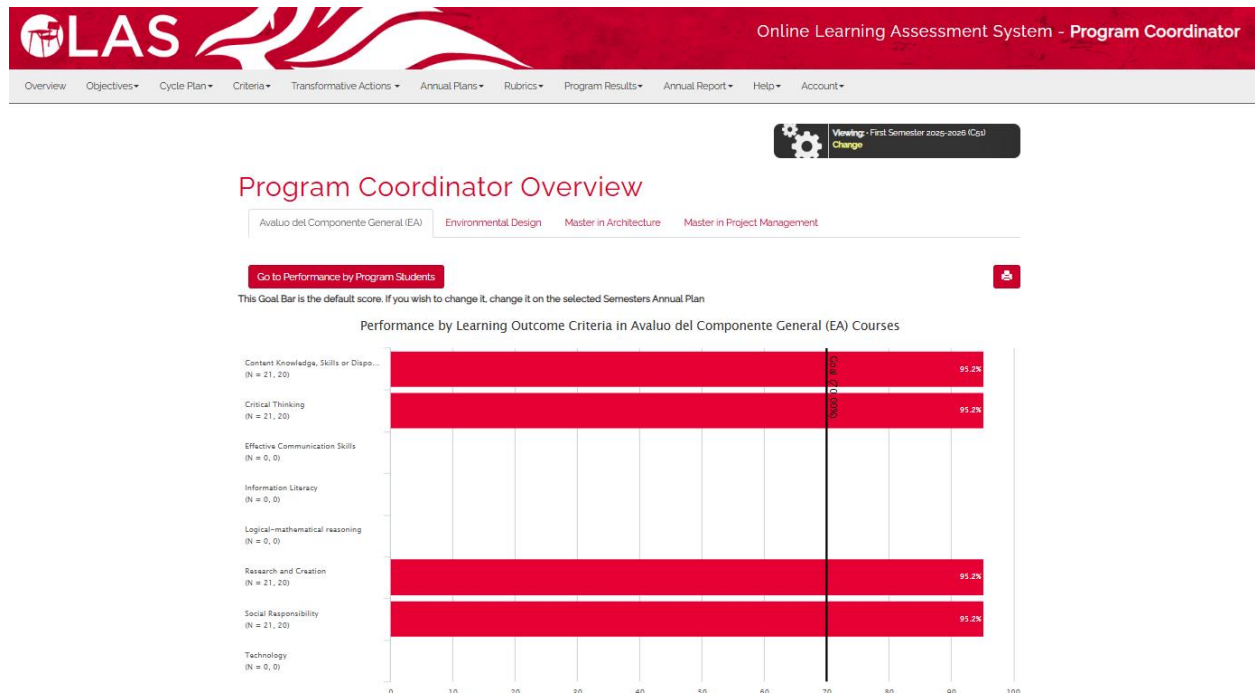 OLAS
Online Learning Assessment System - Program Coordinator
Overview Objectives Cycle Plan Criteria Transformative Actions Annual Plans Rubrics Program Results Annual Report Help Account
Viewing: - First Semester 2025-2026 (C51)
Change
Program Coordinator Overview
Avaluo del Componente General (EA) Environmental Design Master in Architecture Master in Project Management
Go to Performance by Program Students
This Goal Bar is the default score. If you wish to change it, change it on the selected Semesters Annual Plan
Performance by Learning Outcome Criteria in Avaluo del Componente General (EA) Courses
Content Knowledge, Skills or Dispo...
(N = 21, 20)
95.2%
Goal (70.00%)
Critical Thinking
(N = 21, 20)
95.2%
Effective Communication Skills
(N = 0, 0)
Information Literacy
(N = 0, 0)
Logical-mathematical reasoning
(N = 0, 0)
Research and Creation
(N = 21, 20)
95.2%
Social Responsibility
(N = 21, 20)
95.2%
Technology
(N = 0, 0)
0 10 20 30 40 50 60 70 80 90 100